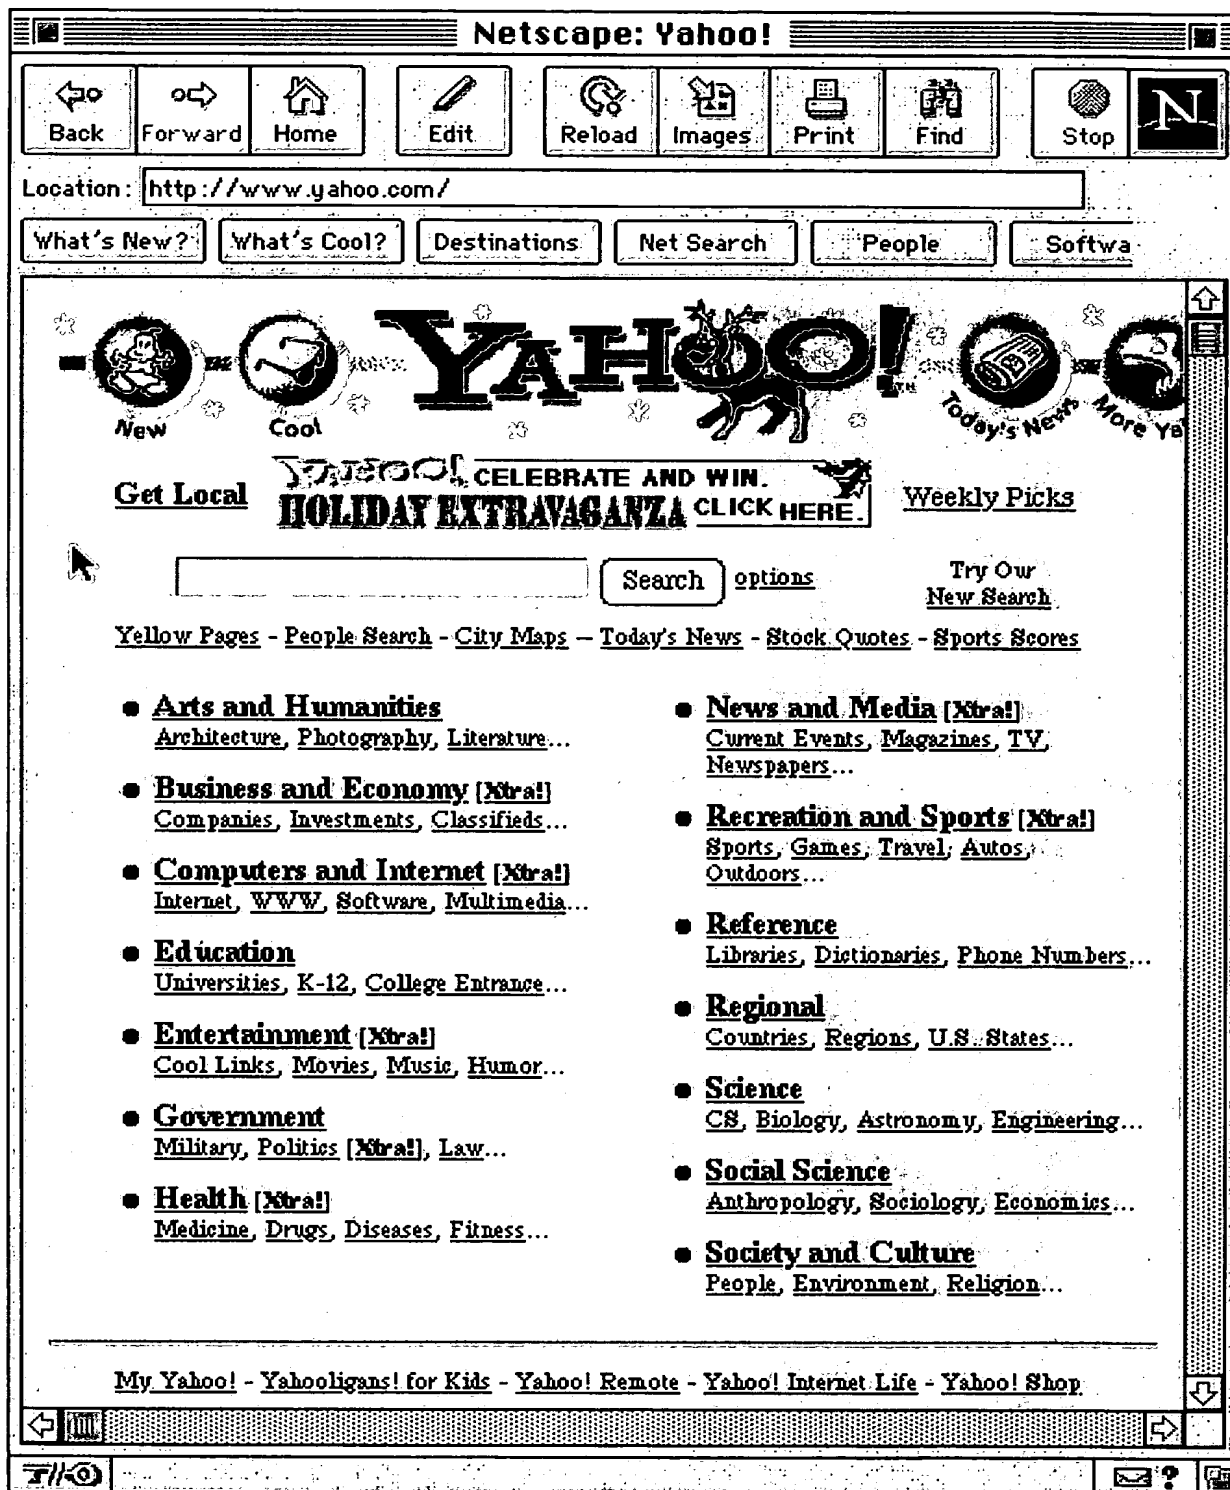 Netscape: Yahoo!
Back Forward Home Edit Reload Images Print Find Stop N
Location: http://www.yahoo.com/
What's New? What's Cool? Destinations Net Search People Softwa
YAHOO! TM
New Cool Today's News More Ya
YAHOO! CELEBRATE AND WIN.
Get Local HOLIDAY EXTRAVAGANZA CLICK HERE. Weekly Picks
Search options Try Our
New Search
Yellow Pages - People Search - City Maps -- Today's News - Stock Quotes - Sports Scores
Arts and Humanities
Architecture, Photography, Literature...
Business and Economy [Xtra!]
Companies, Investments, Classifieds...
Computers and Internet [Xtra!]
Internet, WWW, Software, Multimedia...
Education
Universities, K-12, College Entrance...
Entertainment [Xtra!]
Cool Links, Movies, Music, Humor...
Government
Military, Politics [Xtra!], Law...
Health [Xtra!]
Medicine, Drugs, Diseases, Fitness...
News and Media [Xtra!]
Current Events, Magazines, TV,
Newspapers...
Recreation and Sports [Xtra!]
Sports, Games, Travel, Autos,
Outdoors...
Reference
Libraries, Dictionaries, Phone Numbers...
Regional
Countries, Regions, U.S. States...
Science
CS, Biology, Astronomy, Engineering...
Social Science
Anthropology, Sociology, Economics...
Society and Culture
People, Environment, Religion...
My Yahoo! - Yahooligans! for Kids - Yahoo! Remote - Yahoo! Internet Life - Yahoo! Shop
?